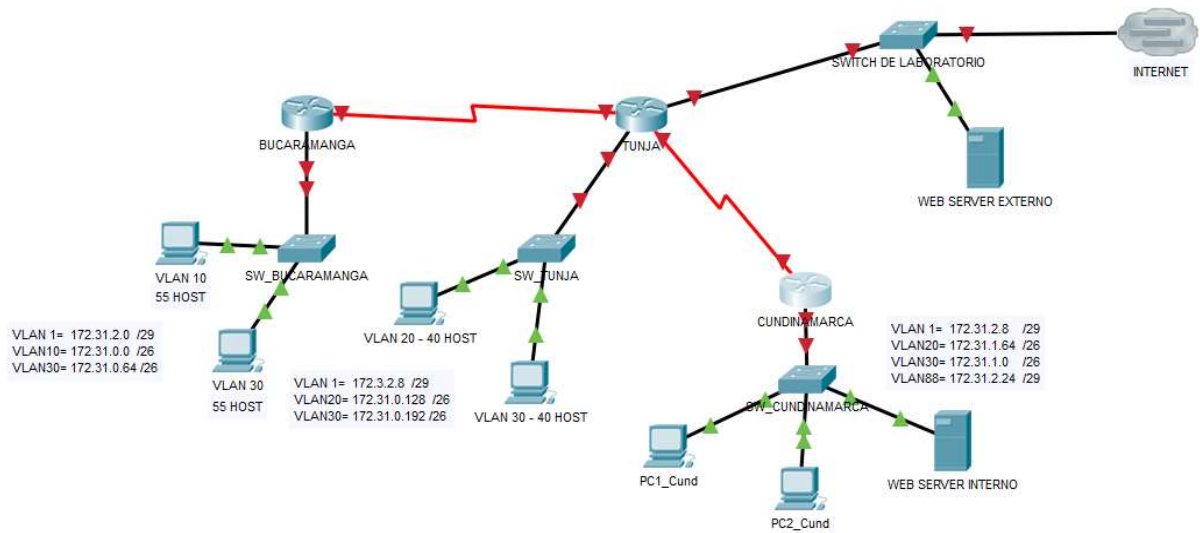 SWITCH DE LABORATORIO
INTERNET
BUCARAMANGA
TUNJA
WEB SERVER EXTERNO
VLAN 10
55 HOST
SW_BUCARAMANGA
SW_TUNJA
VLAN 20 - 40 HOST
CUNDINAMARCA
VLAN 1= 172.31.2.0 /29
VLAN10= 172.31.0.0 /26
VLAN30= 172.31.0.64 /26
VLAN 30
55 HOST
VLAN 1= 172.3.2.8 /29
VLAN20= 172.31.0.128 /26
VLAN30= 172.31.0.192 /26
VLAN 30 - 40 HOST
VLAN 1= 172.31.2.8 /29
VLAN20= 172.31.1.64 /26
VLAN30= 172.31.1.0 /26
VLAN88= 172.31.2.24 /29
SW_CUNDINAMARCA
PC1_Cund
WEB SERVER INTERNO
PC2_Cund